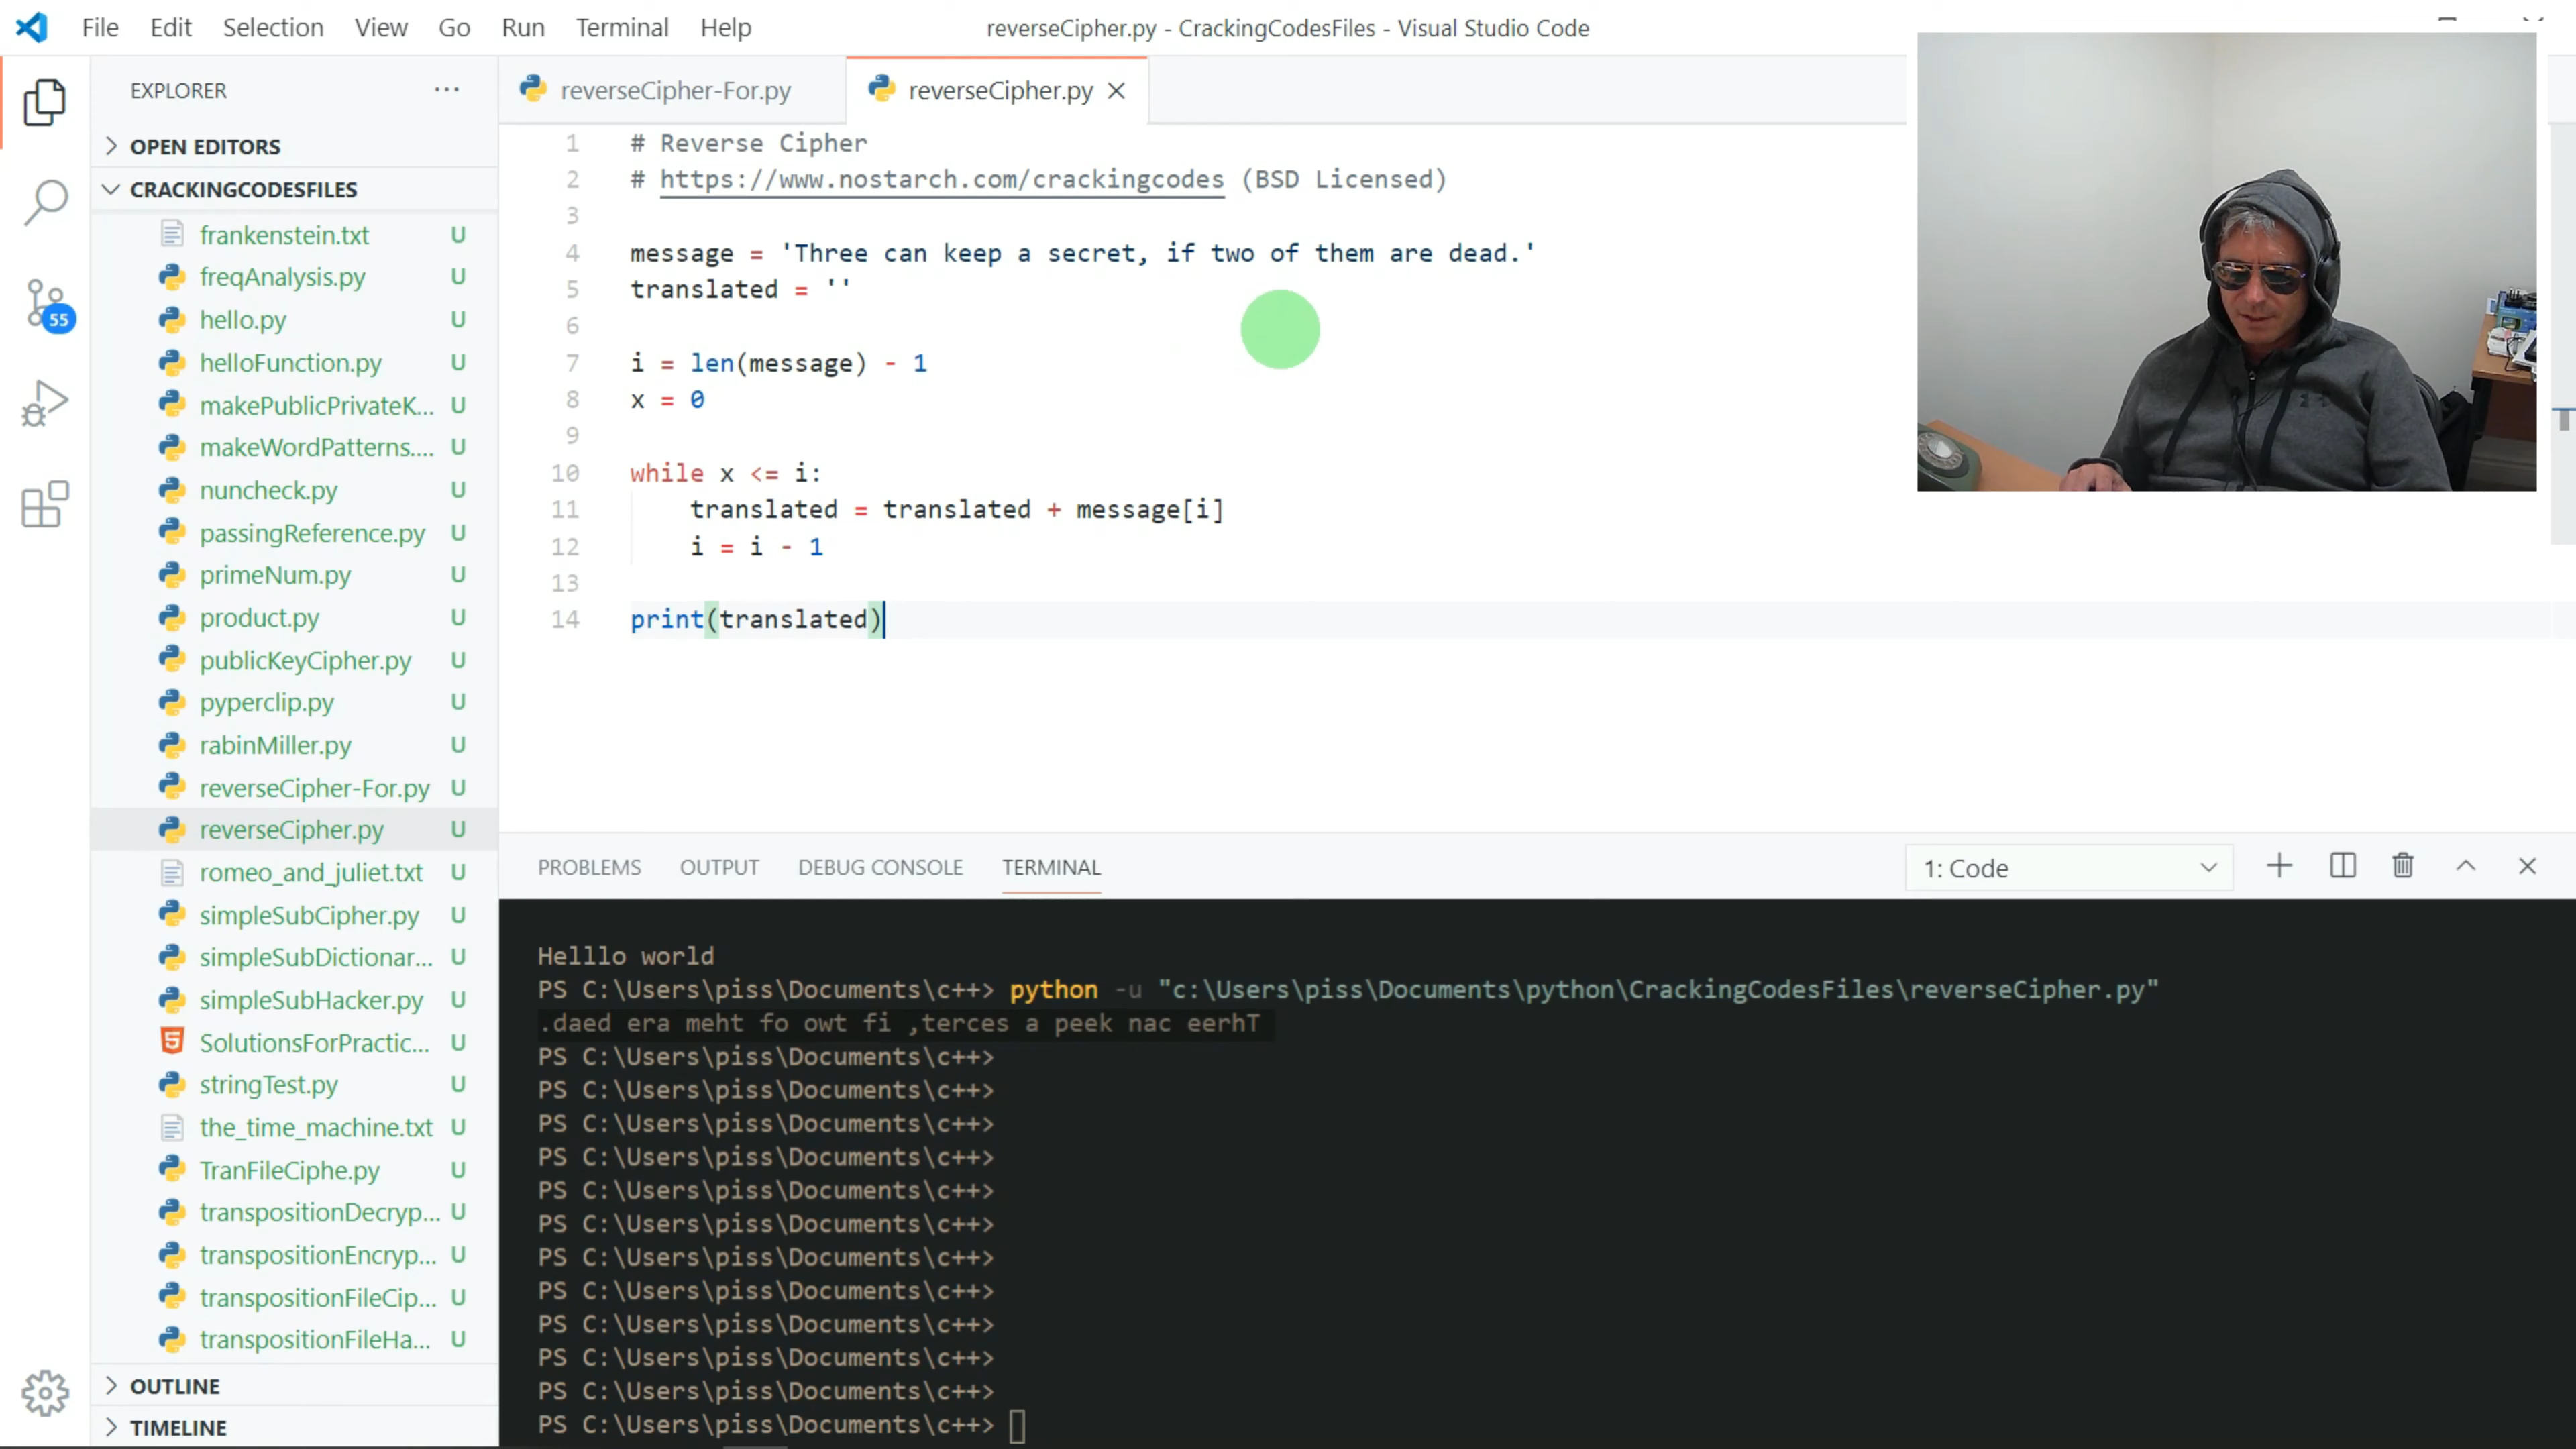 File Edit Selection View Go Run Terminal Help
reverseCipher.py - CrackingCodesFiles - Visual Studio Code
EXPLORER ...
OPEN EDITORS
CRACKINGCODESFILES
frankenstein.txt U
freqAnalysis.py U
hello.py U
helloFunction.py U
makePublicPrivateK... U
makeWordPatterns.... U
nuncheck.py U
passingReference.py U
primeNum.py U
product.py U
publicKeyCipher.py U
pyperclip.py U
rabinMiller.py U
reverseCipher-For.py U
reverseCipher.py U
romeo_and_juliet.txt U
simpleSubCipher.py U
simpleSubDictionar... U
simpleSubHacker.py U
SolutionsForPractic... U
stringTest.py U
the_time_machine.txt U
TranFileCiphe.py U
transpositionDecryp... U
transpositionEncryp... U
transpositionFileCip... U
transpositionFileHa... U
OUTLINE
TIMELINE
55
reverseCipher-For.py
reverseCipher.py
1 # Reverse Cipher
2 # https://www.nostarch.com/crackingcodes (BSD Licensed)
3
4 message = 'Three can keep a secret, if two of them are dead.'
5 translated = ''
6
7 i = len(message) - 1
8 x = 0
9
10 while x <= i:
11 translated = translated + message[i]
12 i = i - 1
13
14 print(translated)
PROBLEMS OUTPUT DEBUG CONSOLE TERMINAL
1: Code
Helllo world
PS C:\Users\piss\Documents\c++> python -u "c:\Users\piss\Documents\python\CrackingCodesFiles\reverseCipher.py"
.daed era meht fo owt fi ,terces a peek nac eerhT
PS C:\Users\piss\Documents\c++>
PS C:\Users\piss\Documents\c++>
PS C:\Users\piss\Documents\c++>
PS C:\Users\piss\Documents\c++>
PS C:\Users\piss\Documents\c++>
PS C:\Users\piss\Documents\c++>
PS C:\Users\piss\Documents\c++>
PS C:\Users\piss\Documents\c++>
PS C:\Users\piss\Documents\c++>
PS C:\Users\piss\Documents\c++>
PS C:\Users\piss\Documents\c++>
PS C:\Users\piss\Documents\c++>